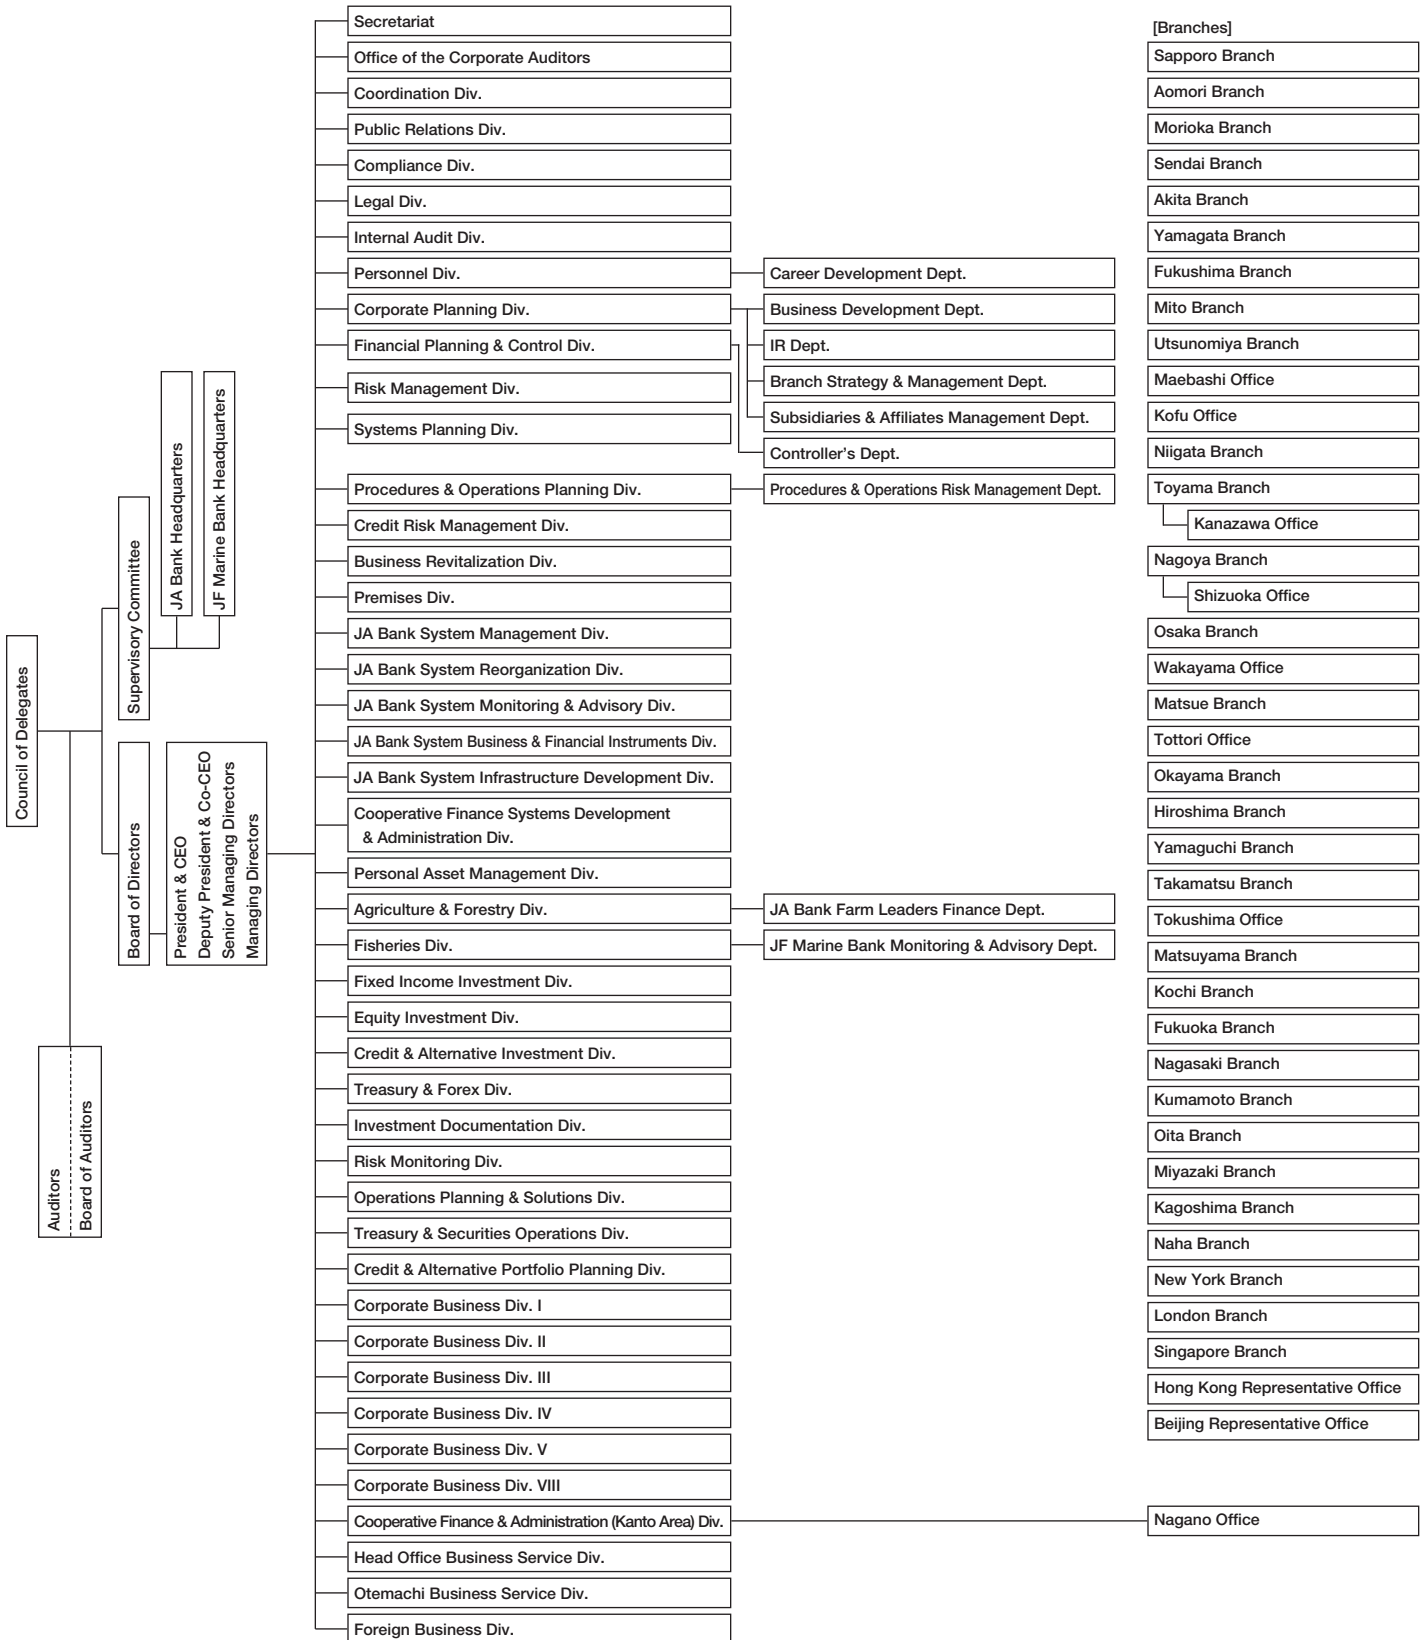 Council of Delegates
Auditors
Board of Auditors
Supervisory Committee
Board of Directors
JA Bank Headquarters
JF Marine Bank Headquarters
President & CEO
Deputy President & Co-CEO
Senior Managing Directors
Managing Directors
Secretariat
Office of the Corporate Auditors
Coordination Div.
Public Relations Div.
Compliance Div.
Legal Div.
Internal Audit Div.
Personnel Div.
Corporate Planning Div.
Financial Planning & Control Div.
Risk Management Div.
Systems Planning Div.
Procedures & Operations Planning Div.
Credit Risk Management Div.
Business Revitalization Div.
Premises Div.
JA Bank System Management Div.
JA Bank System Reorganization Div.
JA Bank System Monitoring & Advisory Div.
JA Bank System Business & Financial Instruments Div.
JA Bank System Infrastructure Development Div.
Cooperative Finance Systems Development
& Administration Div.
Personal Asset Management Div.
Agriculture & Forestry Div.
Fisheries Div.
Fixed Income Investment Div.
Equity Investment Div.
Credit & Alternative Investment Div.
Treasury & Forex Div.
Investment Documentation Div.
Risk Monitoring Div.
Operations Planning & Solutions Div.
Treasury & Securities Operations Div.
Credit & Alternative Portfolio Planning Div.
Corporate Business Div. I
Corporate Business Div. II
Corporate Business Div. III
Corporate Business Div. IV
Corporate Business Div. V
Corporate Business Div. VIII
Cooperative Finance & Administration (Kanto Area) Div.
Head Office Business Service Div.
Otemachi Business Service Div.
Foreign Business Div.
Career Development Dept.
Business Development Dept.
IR Dept.
Branch Strategy & Management Dept.
Subsidiaries & Affiliates Management Dept.
Controller's Dept.
Procedures & Operations Risk Management Dept.
JA Bank Farm Leaders Finance Dept.
JF Marine Bank Monitoring & Advisory Dept.
[Branches]
Sapporo Branch
Aomori Branch
Morioka Branch
Sendai Branch
Akita Branch
Yamagata Branch
Fukushima Branch
Mito Branch
Utsunomiya Branch
Maebashi Office
Kofu Office
Niigata Branch
Toyama Branch
Kanazawa Office
Nagoya Branch
Shizuoka Office
Osaka Branch
Wakayama Office
Matsue Branch
Tottori Office
Okayama Branch
Hiroshima Branch
Yamaguchi Branch
Takamatsu Branch
Tokushima Office
Matsuyama Branch
Kochi Branch
Fukuoka Branch
Nagasaki Branch
Kumamoto Branch
Oita Branch
Miyazaki Branch
Kagoshima Branch
Naha Branch
New York Branch
London Branch
Singapore Branch
Hong Kong Representative Office
Beijing Representative Office
Nagano Office